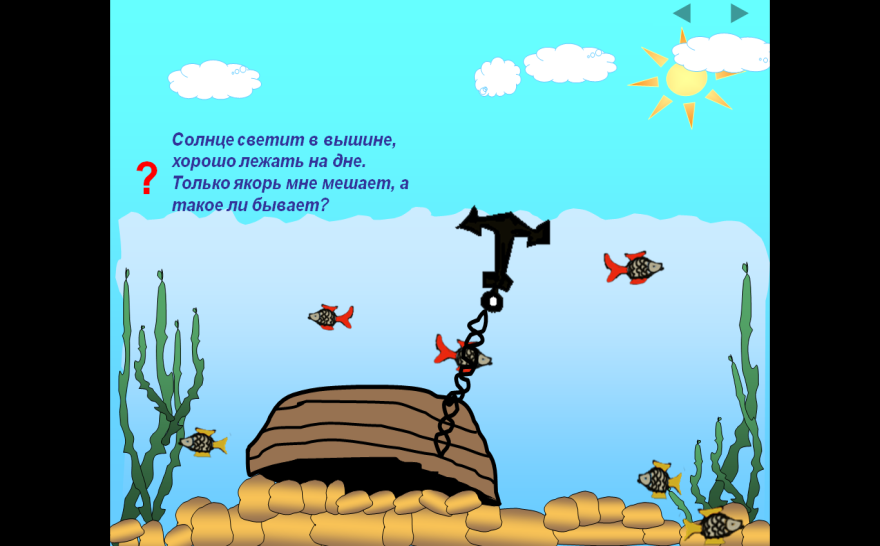 Солнце светит в вышине,
хорошо лежать на дне.
? Только якорь мне мешает, а
такое ли бывает?